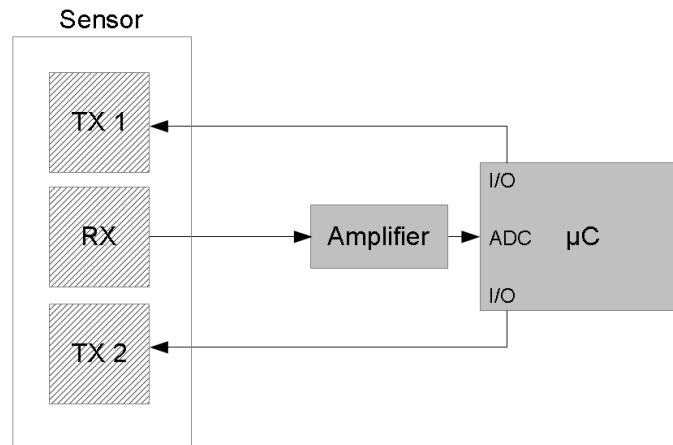 Sensor
TX 1
I/O
RX
Amplifier
ADC
µC
I/O
TX 2